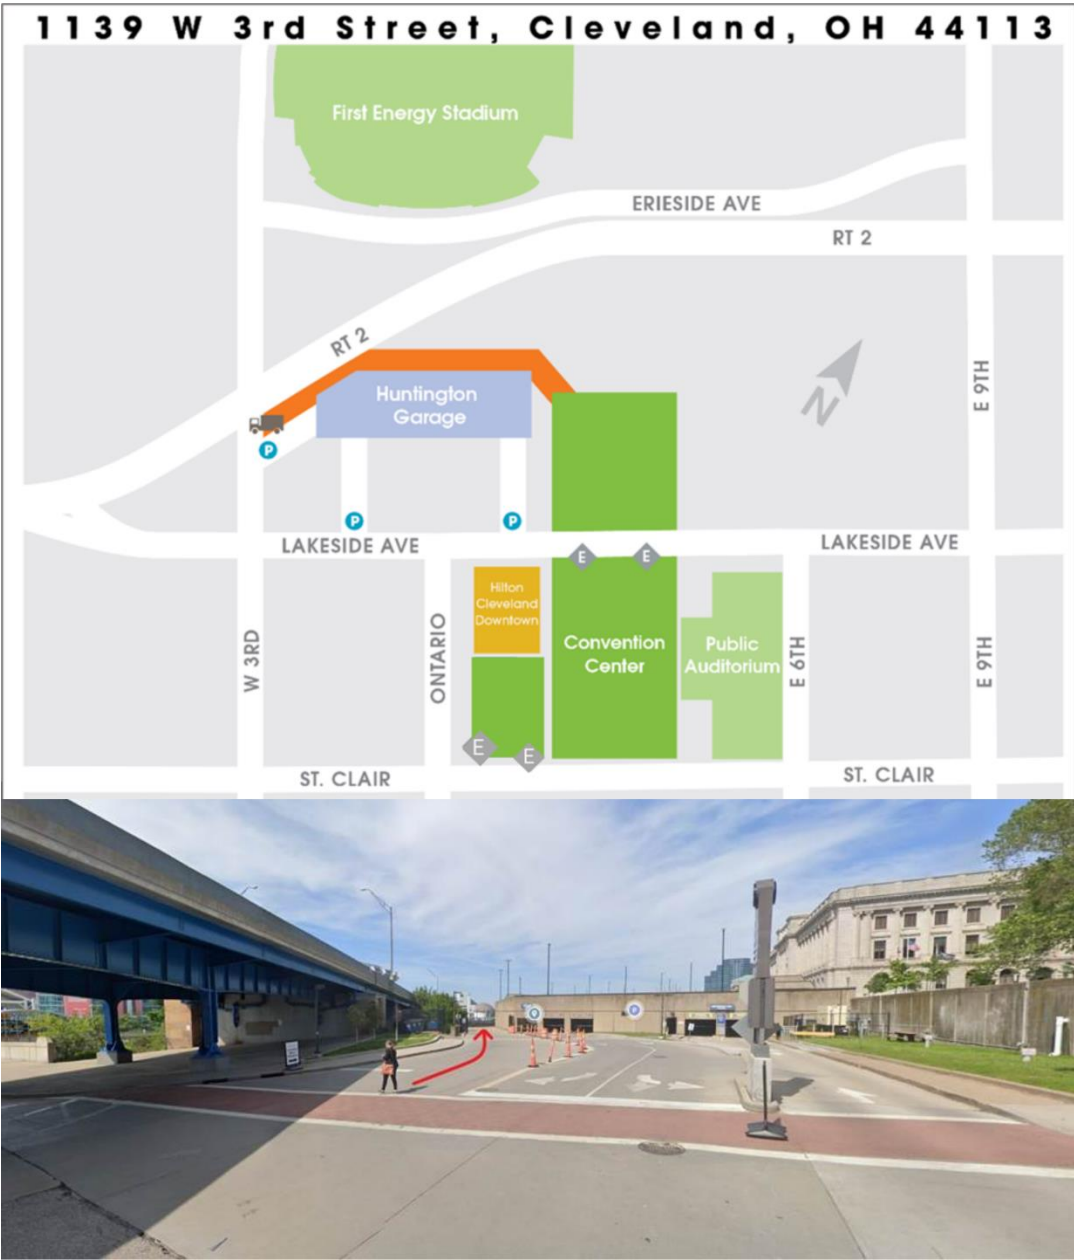 1139 W 3rd Street, Cleveland, OH 44113
First Energy Stadium
ERIESIDE AVE
RT 2
RT 2
E 9TH
N
Huntington
Garage
P
P
P
LAKESIDE AVE
LAKESIDE AVE
E
E
Hilton
Cleveland
Downtown
W 3RD
ONTARIO
Convention
Center
Public
Auditorium
E 6TH
E 9TH
E
E
ST. CLAIR
ST. CLAIR